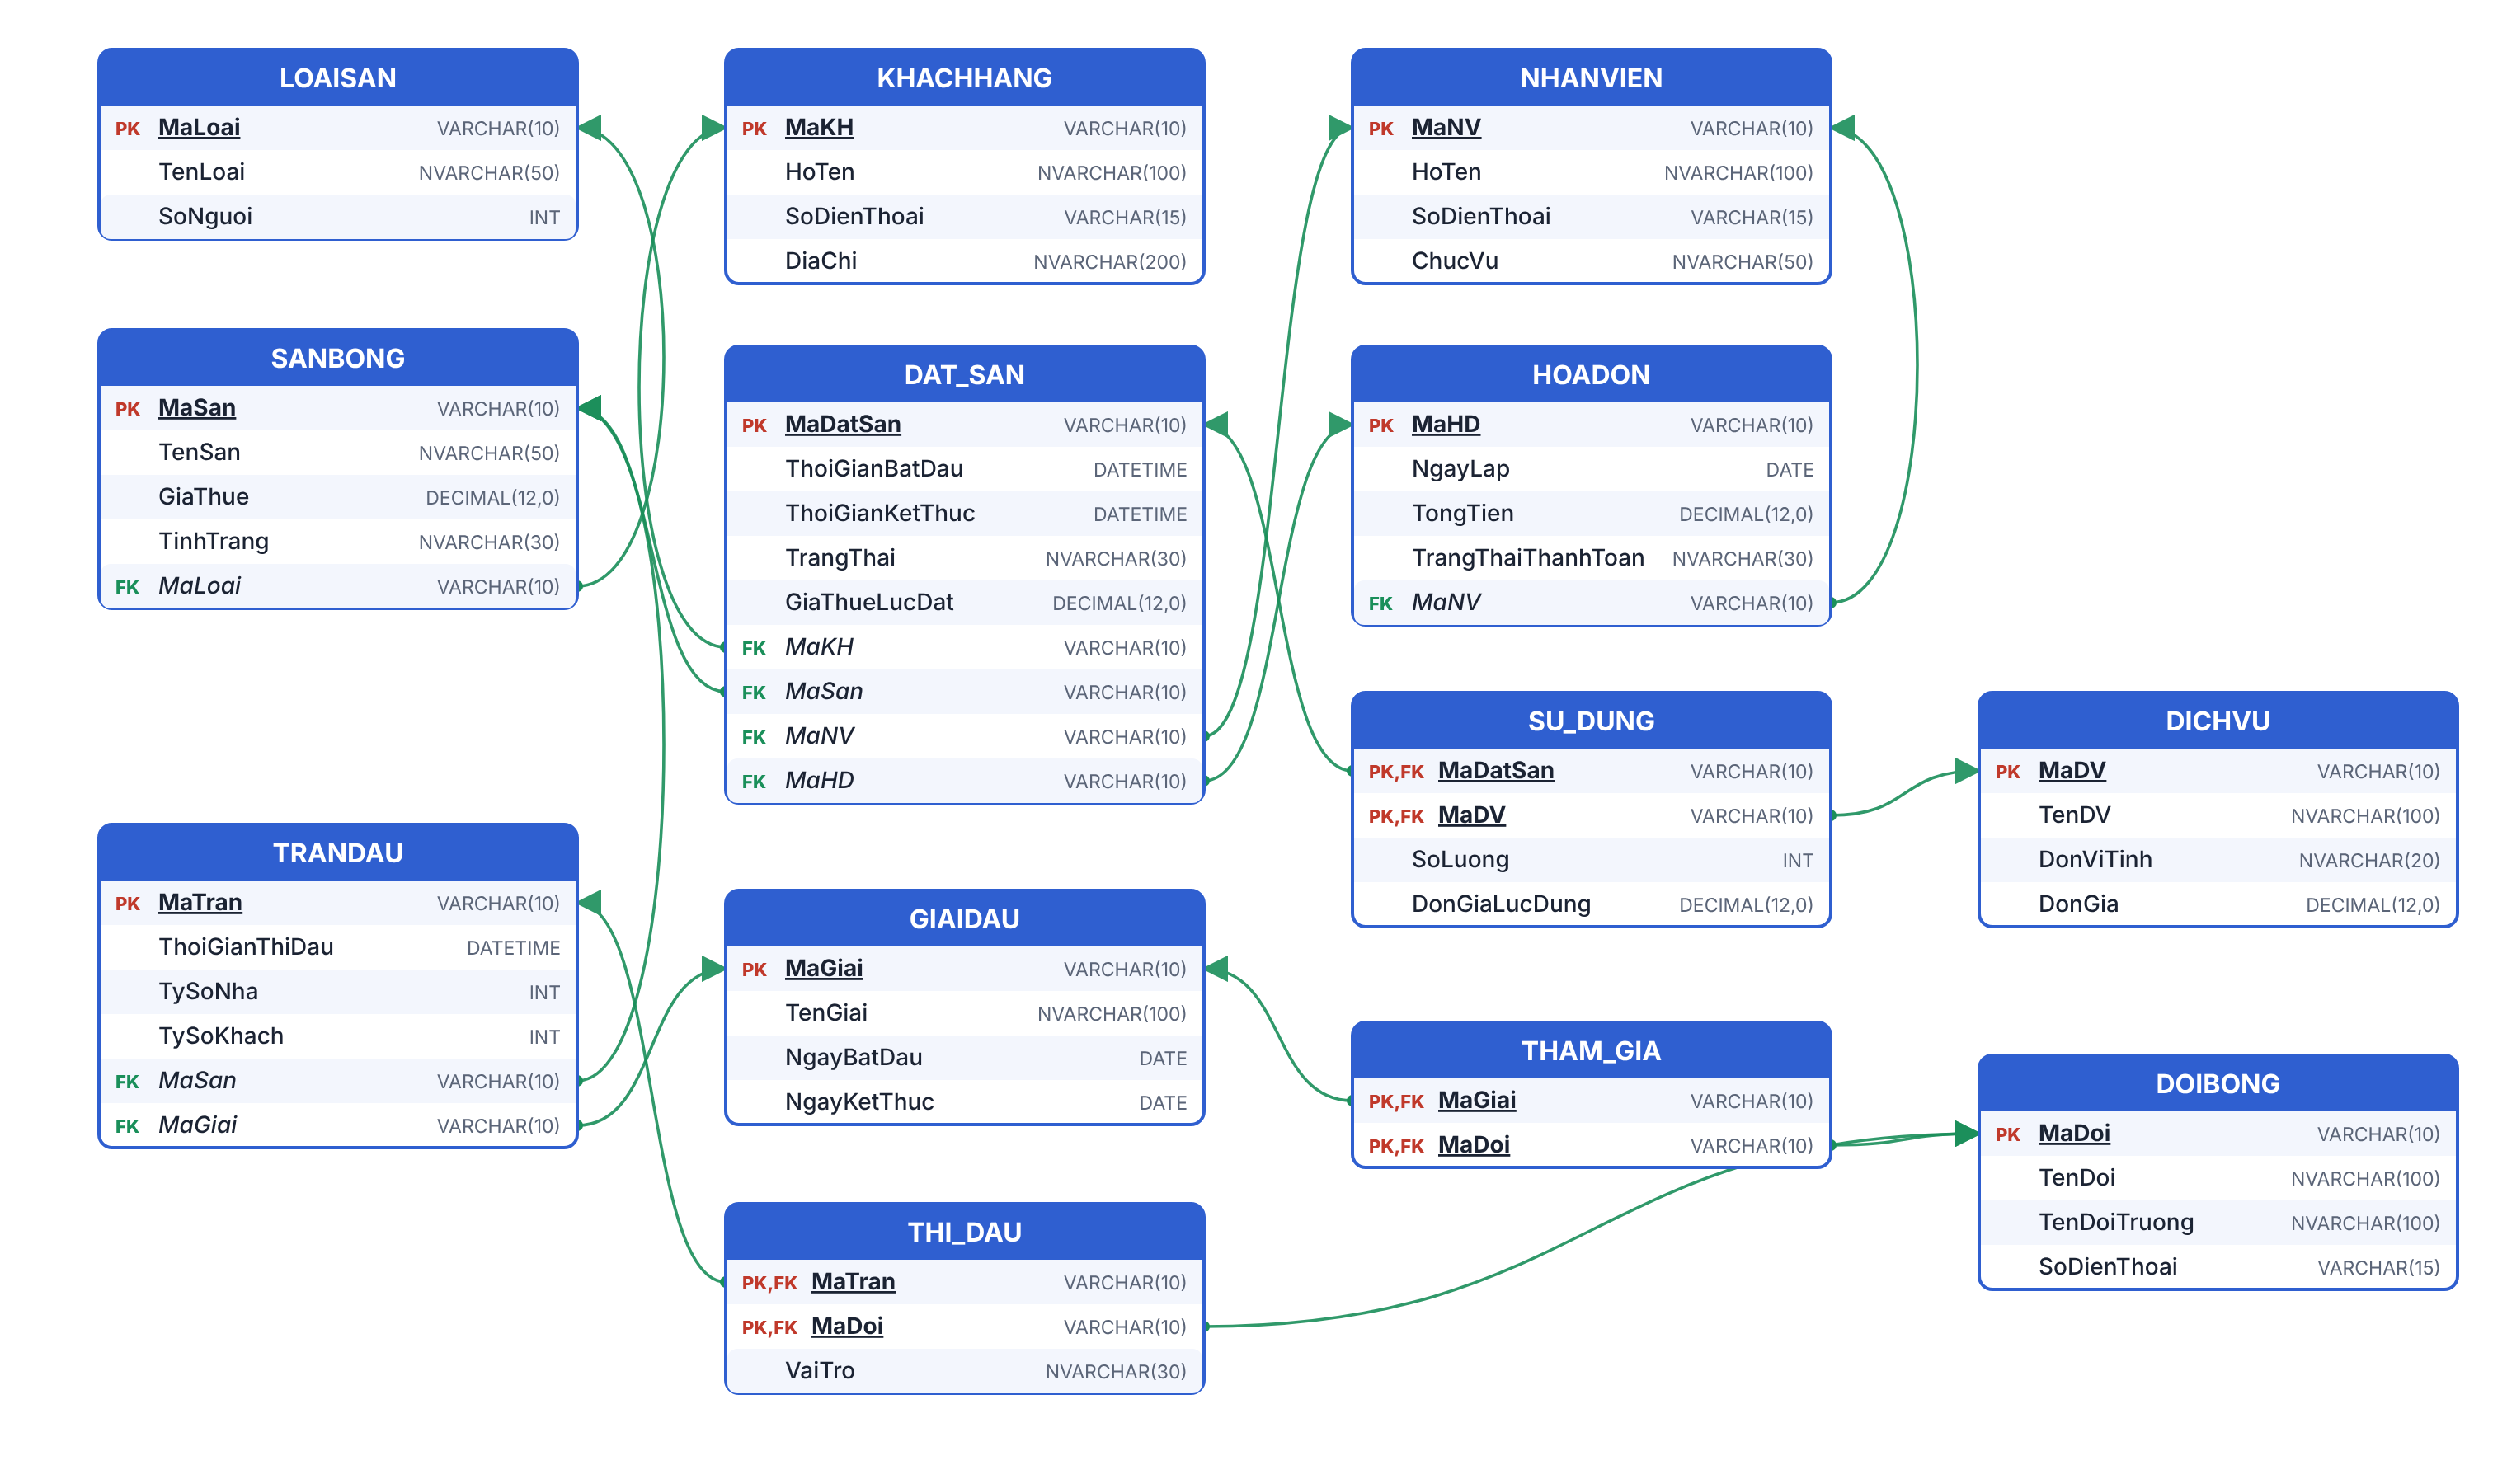 LOAISAN
PK MaLoai VARCHAR(10)
TenLoai NVARCHAR(50)
SoNguoi INT
KHACHHANG
PK MaKH VARCHAR(10)
HoTen NVARCHAR(100)
SoDienThoai VARCHAR(15)
DiaChi NVARCHAR(200)
NHANVIEN
PK MaNV VARCHAR(10)
HoTen NVARCHAR(100)
SoDienThoai VARCHAR(15)
ChucVu NVARCHAR(50)
SANBONG
PK MaSan VARCHAR(10)
TenSan NVARCHAR(50)
GiaThue DECIMAL(12,0)
TinhTrang NVARCHAR(30)
FK MaLoai VARCHAR(10)
DAT_SAN
PK MaDatSan VARCHAR(10)
ThoiGianBatDau DATETIME
ThoiGianKetThuc DATETIME
TrangThai NVARCHAR(30)
GiaThueLucDat DECIMAL(12,0)
FK MaKH VARCHAR(10)
FK MaSan VARCHAR(10)
FK MaNV VARCHAR(10)
FK MaHD VARCHAR(10)
HOADON
PK MaHD VARCHAR(10)
NgayLap DATE
TongTien DECIMAL(12,0)
TrangThaiThanhToan NVARCHAR(30)
FK MaNV VARCHAR(10)
SU_DUNG
PK,FK MaDatSan VARCHAR(10)
PK,FK MaDV VARCHAR(10)
SoLuong INT
DonGiaLucDung DECIMAL(12,0)
DICHVU
PK MaDV VARCHAR(10)
TenDV NVARCHAR(100)
DonViTinh NVARCHAR(20)
DonGia DECIMAL(12,0)
TRANDAU
PK MaTran VARCHAR(10)
ThoiGianThiDau DATETIME
TySoNha INT
TySoKhach INT
FK MaSan VARCHAR(10)
FK MaGiai VARCHAR(10)
GIAIDAU
PK MaGiai VARCHAR(10)
TenGiai NVARCHAR(100)
NgayBatDau DATE
NgayKetThuc DATE
THAM_GIA
PK,FK MaGiai VARCHAR(10)
PK,FK MaDoi VARCHAR(10)
DOIBONG
PK MaDoi VARCHAR(10)
TenDoi NVARCHAR(100)
TenDoiTruong NVARCHAR(100)
SoDienThoai VARCHAR(15)
THI_DAU
PK,FK MaTran VARCHAR(10)
PK,FK MaDoi VARCHAR(10)
VaiTro NVARCHAR(30)